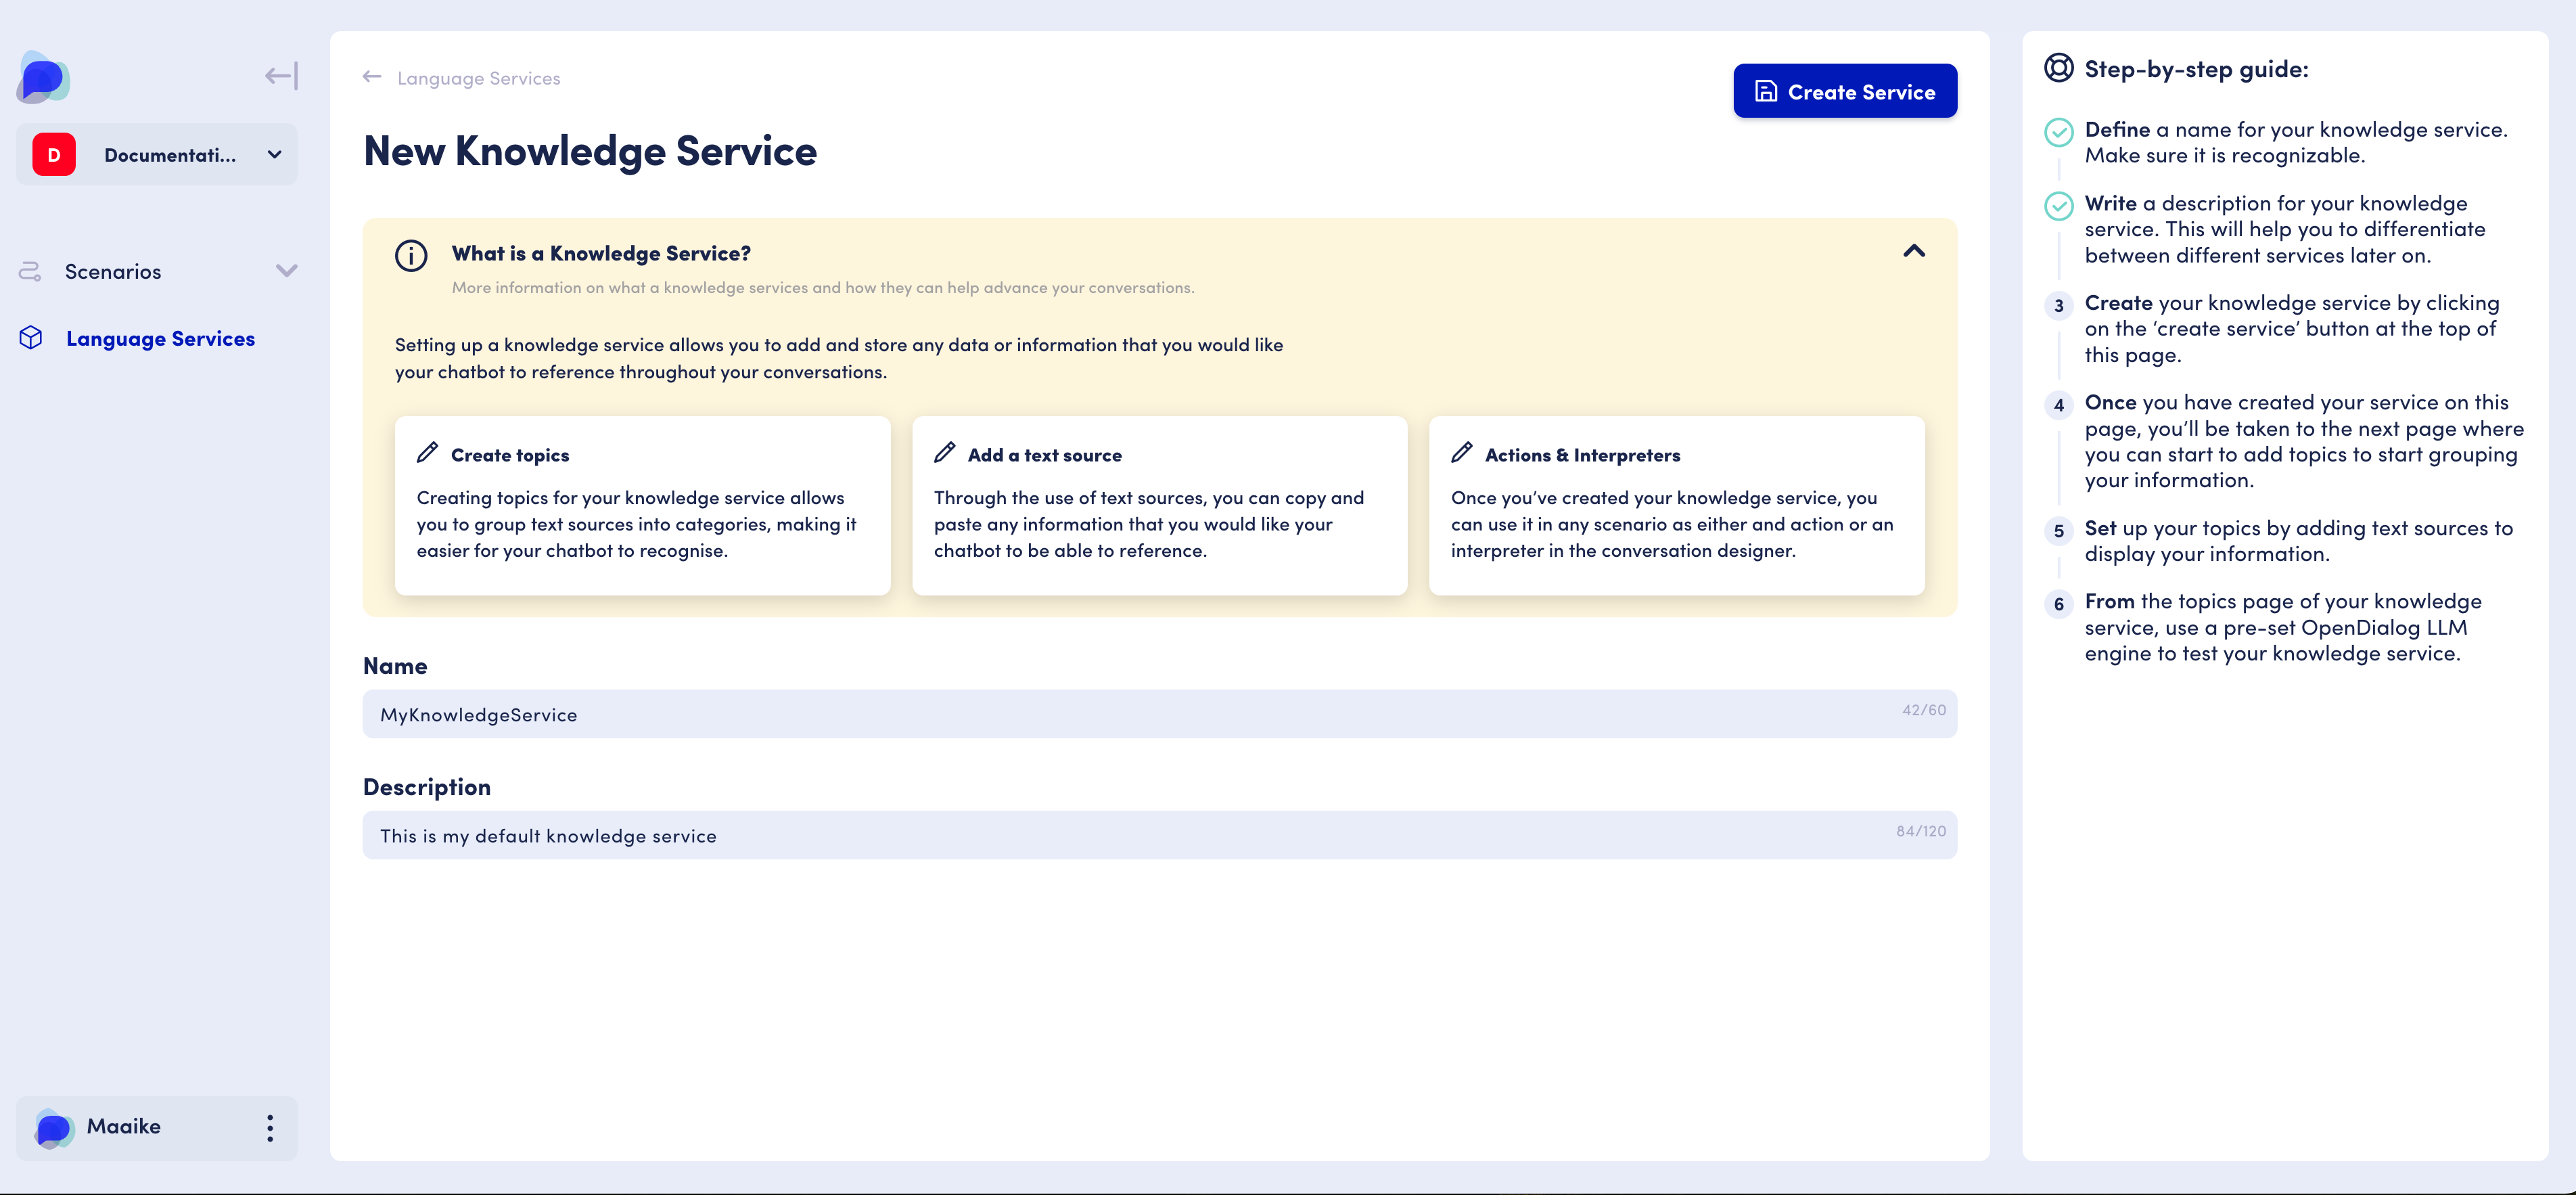 D
Documentati...
Scenarios
Language Services
Maaike
Language Services
Create Service
New Knowledge Service
What is a Knowledge Service?
More information on what a knowledge services and how they can help advance your conversations.
Setting up a knowledge service allows you to add and store any data or information that you would like
your chatbot to reference throughout your conversations.
Create topics
Creating topics for your knowledge service allows
you to group text sources into categories, making it
easier for your chatbot to recognise.
Add a text source
Through the use of text sources, you can copy and
paste any information that you would like your
chatbot to be able to reference.
Actions & Interpreters
Once you’ve created your knowledge service, you
can use it in any scenario as either and action or an
interpreter in the conversation designer.
Name
MyKnowledgeService
42/60
Description
This is my default knowledge service
84/120
Step-by-step guide:
Define a name for your knowledge service.
Make sure it is recognizable.
Write a description for your knowledge
service. This will help you to differentiate
between different services later on.
3 Create your knowledge service by clicking
on the ‘create service’ button at the top of
this page.
4 Once you have created your service on this
page, you’ll be taken to the next page where
you can start to add topics to start grouping
your information.
5 Set up your topics by adding text sources to
display your information.
6 From the topics page of your knowledge
service, use a pre-set OpenDialog LLM
engine to test your knowledge service.